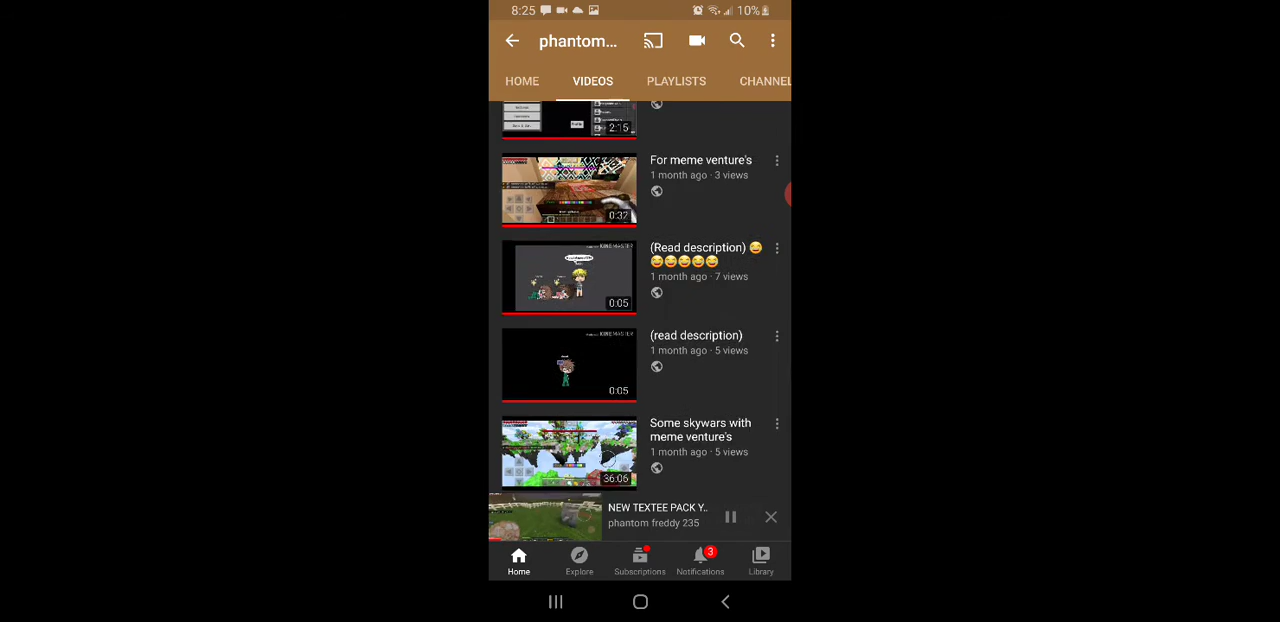 8:25
10%
phantom...
HOME VIDEOS PLAYLISTS CHANNEL
2:15
For meme venture's
1 month ago · 3 views
0:32
KINEMASTER
(Read description) 😂
😂😂😂😂😂
1 month ago · 7 views
0:05
KINEMASTER
(read description)
1 month ago · 5 views
0:05
Some skywars with
meme venture's
1 month ago · 5 views
36:06
NEW TEXTEE PACK Y..
phantom freddy 235
3
Home Explore Subscriptions Notifications Library